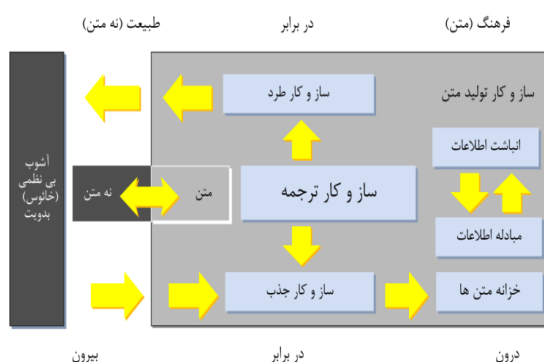 فرهنگ (متن)
در برابر
طبیعت (نه متن)
ساز و کار تولید متن
ساز و کار طرد
انباشت اطلاعات
آشوب
بی نظمی
(خائوس)
بدویت
ساز و کار ترجمه
متن
نه متن
مبادله اطلاعات
خزانه متن ها
ساز و کار جذب
درون
در برابر
بیرون